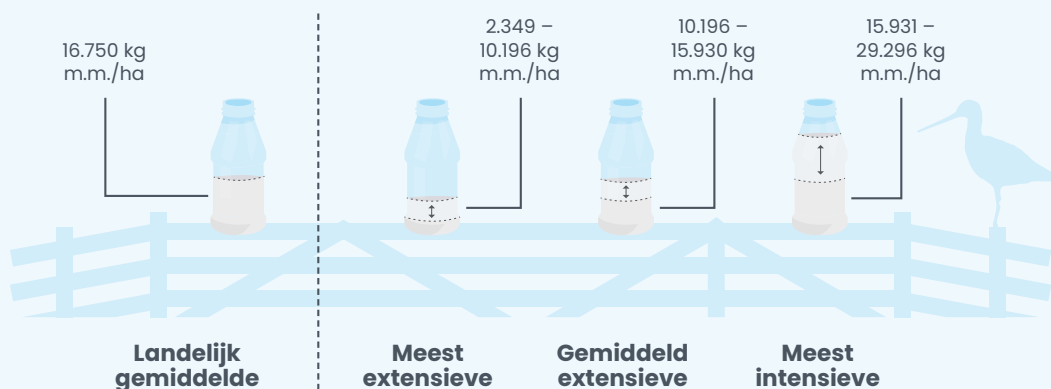 16.750 kg
m.m./ha
2.349 –
10.196 kg
m.m./ha
10.196 –
15.930 kg
m.m./ha
15.931 –
29.296 kg
m.m./ha
Landelijk
gemiddelde
Meest
extensieve
Gemiddeld
extensieve
Meest
intensieve